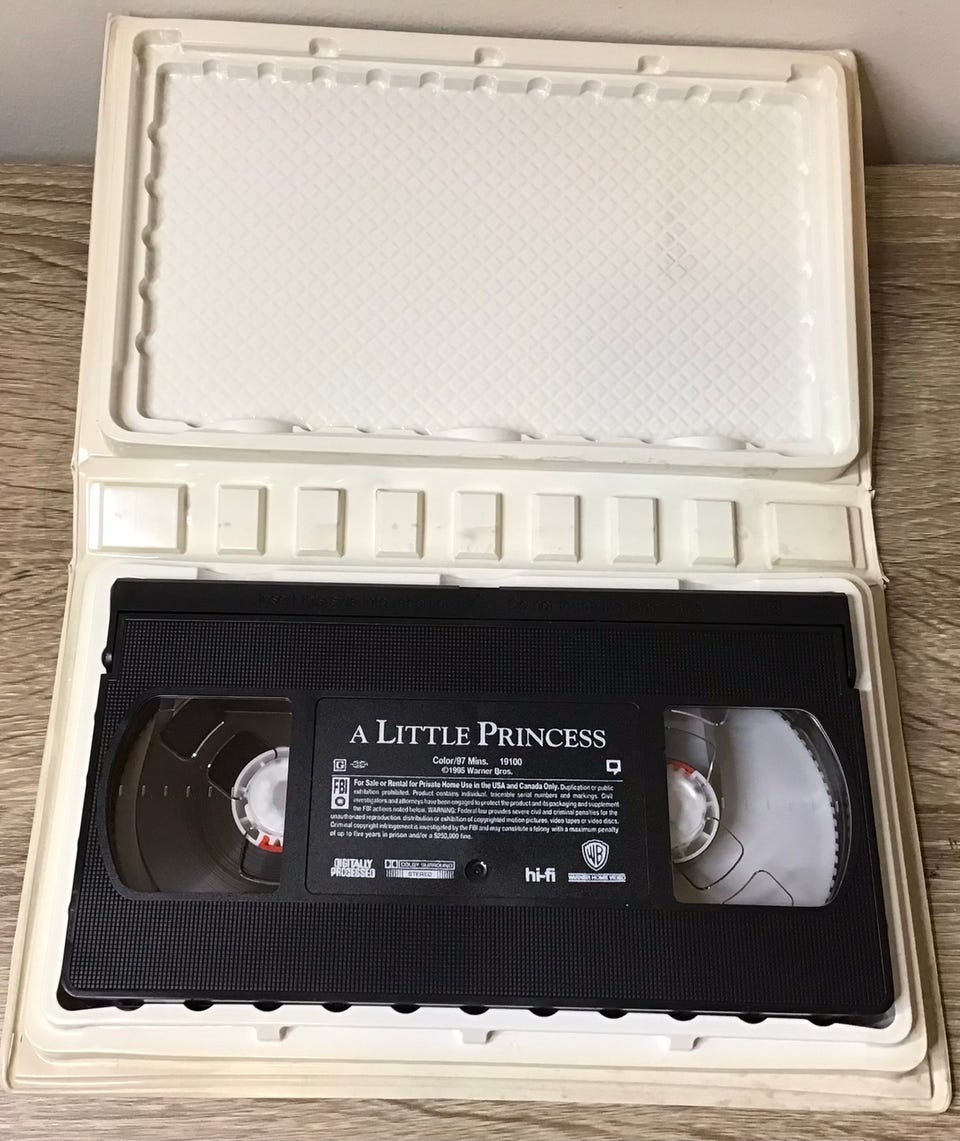 A LITTLE PRINCESS
G
Color/97 Mins. 19100
©1995 Warner Bros.
FBI
For Sale or Rental for Private Home Use in the USA and Canada Only. Duplication or public
exhibition prohibited. Product contains individual, traceable serial numbers and markings. Civil
investigators and attorneys have been engaged to protect the product and its packaging and supplement
the FBI actions noted below. WARNING: Federal law provides severe civil and criminal penalties for the
unauthorized reproduction, distribution or exhibition of copyrighted motion pictures, video tapes or video discs.
Criminal copyright infringement is investigated by the FBI and may constitute a felony with a maximum penalty
of up to five years in prison and/or a $250,000 fine.
DIGITALLY
PROCESSED
DOLBY SURROUND
STEREO
hi-fi
WB
WARNER HOME VIDEO